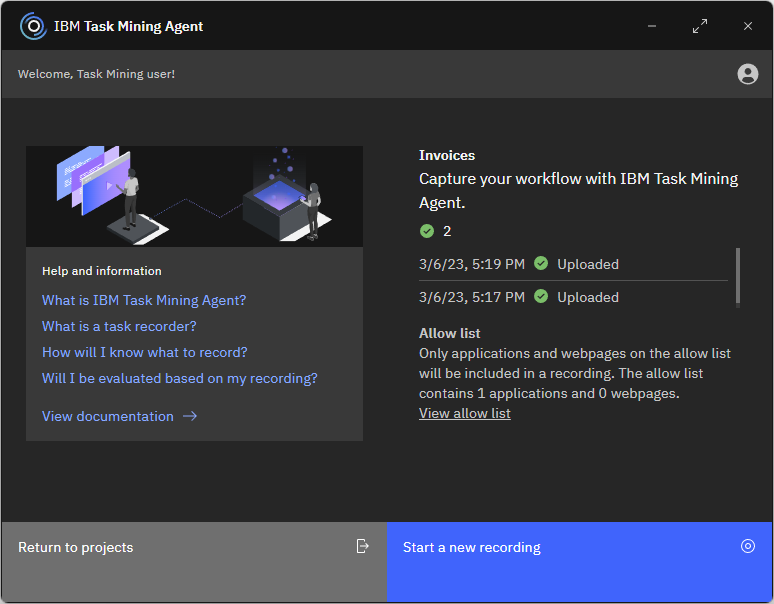 IBM Task Mining Agent
Welcome, Task Mining user!
Help and information
What is IBM Task Mining Agent?
What is a task recorder?
How will I know what to record?
Will I be evaluated based on my recording?
View documentation
Invoices
Capture your workflow with IBM Task Mining
Agent.
2
3/6/23, 5:19 PM Uploaded
3/6/23, 5:17 PM Uploaded
Allow list
Only applications and webpages on the allow list
will be included in a recording. The allow list
contains 1 applications and 0 webpages.
View allow list
Return to projects
Start a new recording